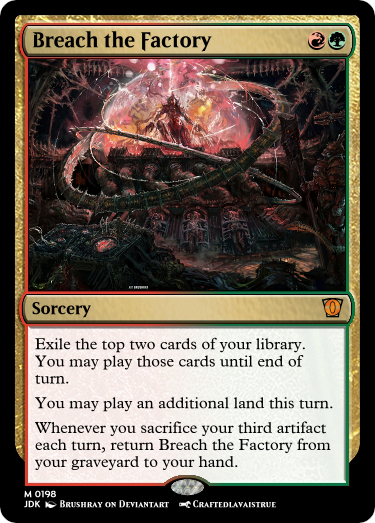 Breach the Factory
Sorcery
Exile the top two cards of your library.
You may play those cards until end of
turn.
You may play an additional land this turn.
Whenever you sacrifice your third artifact
each turn, return Breach the Factory from
your graveyard to your hand.
M 0198
JDK Brushray on Deviantart Craftedlavaistrue